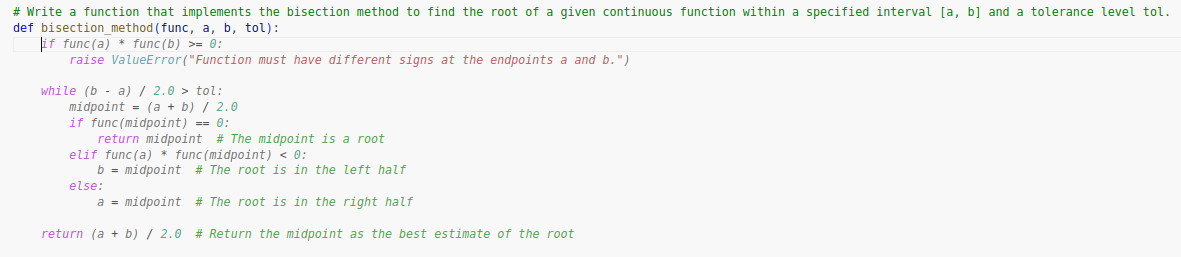 # Write a function that implements the bisection method to find the root of a given continuous function within a specified interval [a, b] and a tolerance level tol.
def bisection_method(func, a, b, tol):
    if func(a) * func(b) >= 0:
        raise ValueError("Function must have different signs at the endpoints a and b.")

    while (b - a) / 2.0 > tol:
        midpoint = (a + b) / 2.0
        if func(midpoint) == 0:
            return midpoint  # The midpoint is a root
        elif func(a) * func(midpoint) < 0:
            b = midpoint  # The root is in the left half
        else:
            a = midpoint  # The root is in the right half

    return (a + b) / 2.0  # Return the midpoint as the best estimate of the root